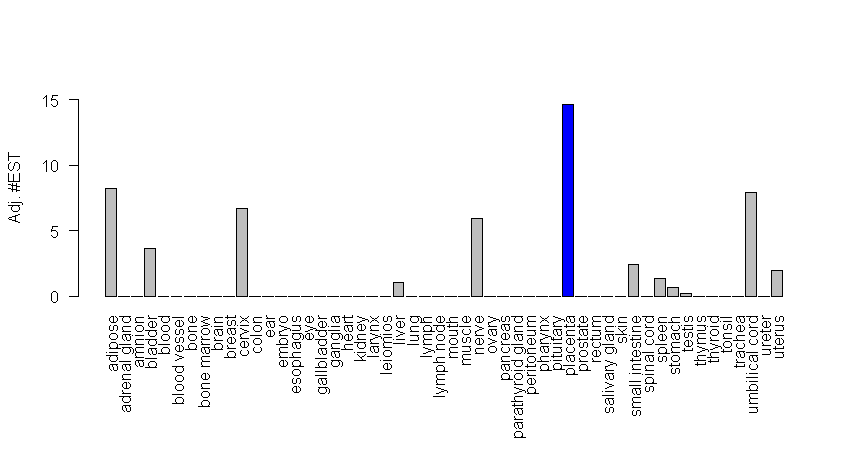 Adj. #EST
15
10
5
0
adipose
adrenal gland
amnion
bladder
blood
blood vessel
bone
bone marrow
brain
breast
cervix
colon
ear
embryo
esophagus
eye
gallbladder
ganglia
heart
kidney
larynx
leiomios
liver
lung
lymph
lymph node
mouth
muscle
nerve
ovary
pancreas
parathyroid gland
peritoneum
pharynx
pituitary
placenta
prostate
rectum
salivary gland
skin
small intestine
spinal cord
spleen
stomach
testis
thymus
thyroid
tonsil
trachea
umbilical cord
ureter
uterus